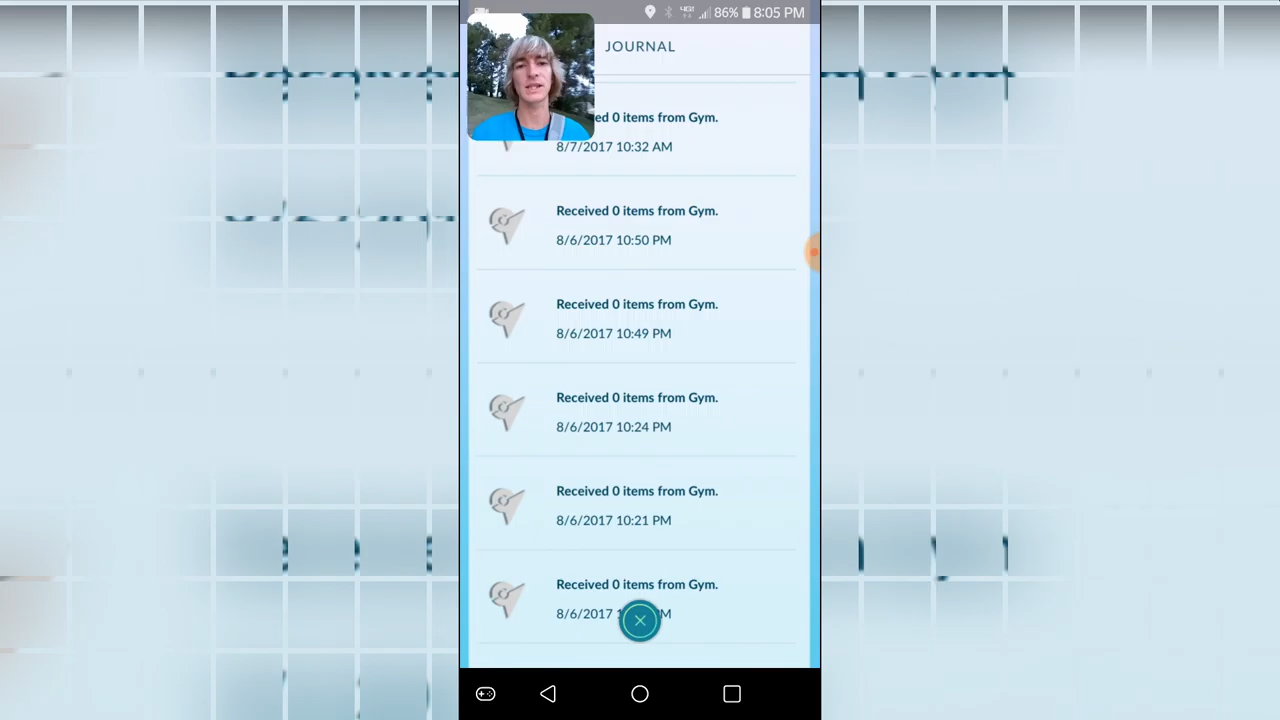 86% 8:05 PM
JOURNAL
ed 0 items from Gym.
8/7/2017 10:32 AM
Received 0 items from Gym.
8/6/2017 10:50 PM
Received 0 items from Gym.
8/6/2017 10:49 PM
Received 0 items from Gym.
8/6/2017 10:24 PM
Received 0 items from Gym.
8/6/2017 10:21 PM
Received 0 items from Gym.
8/6/2017